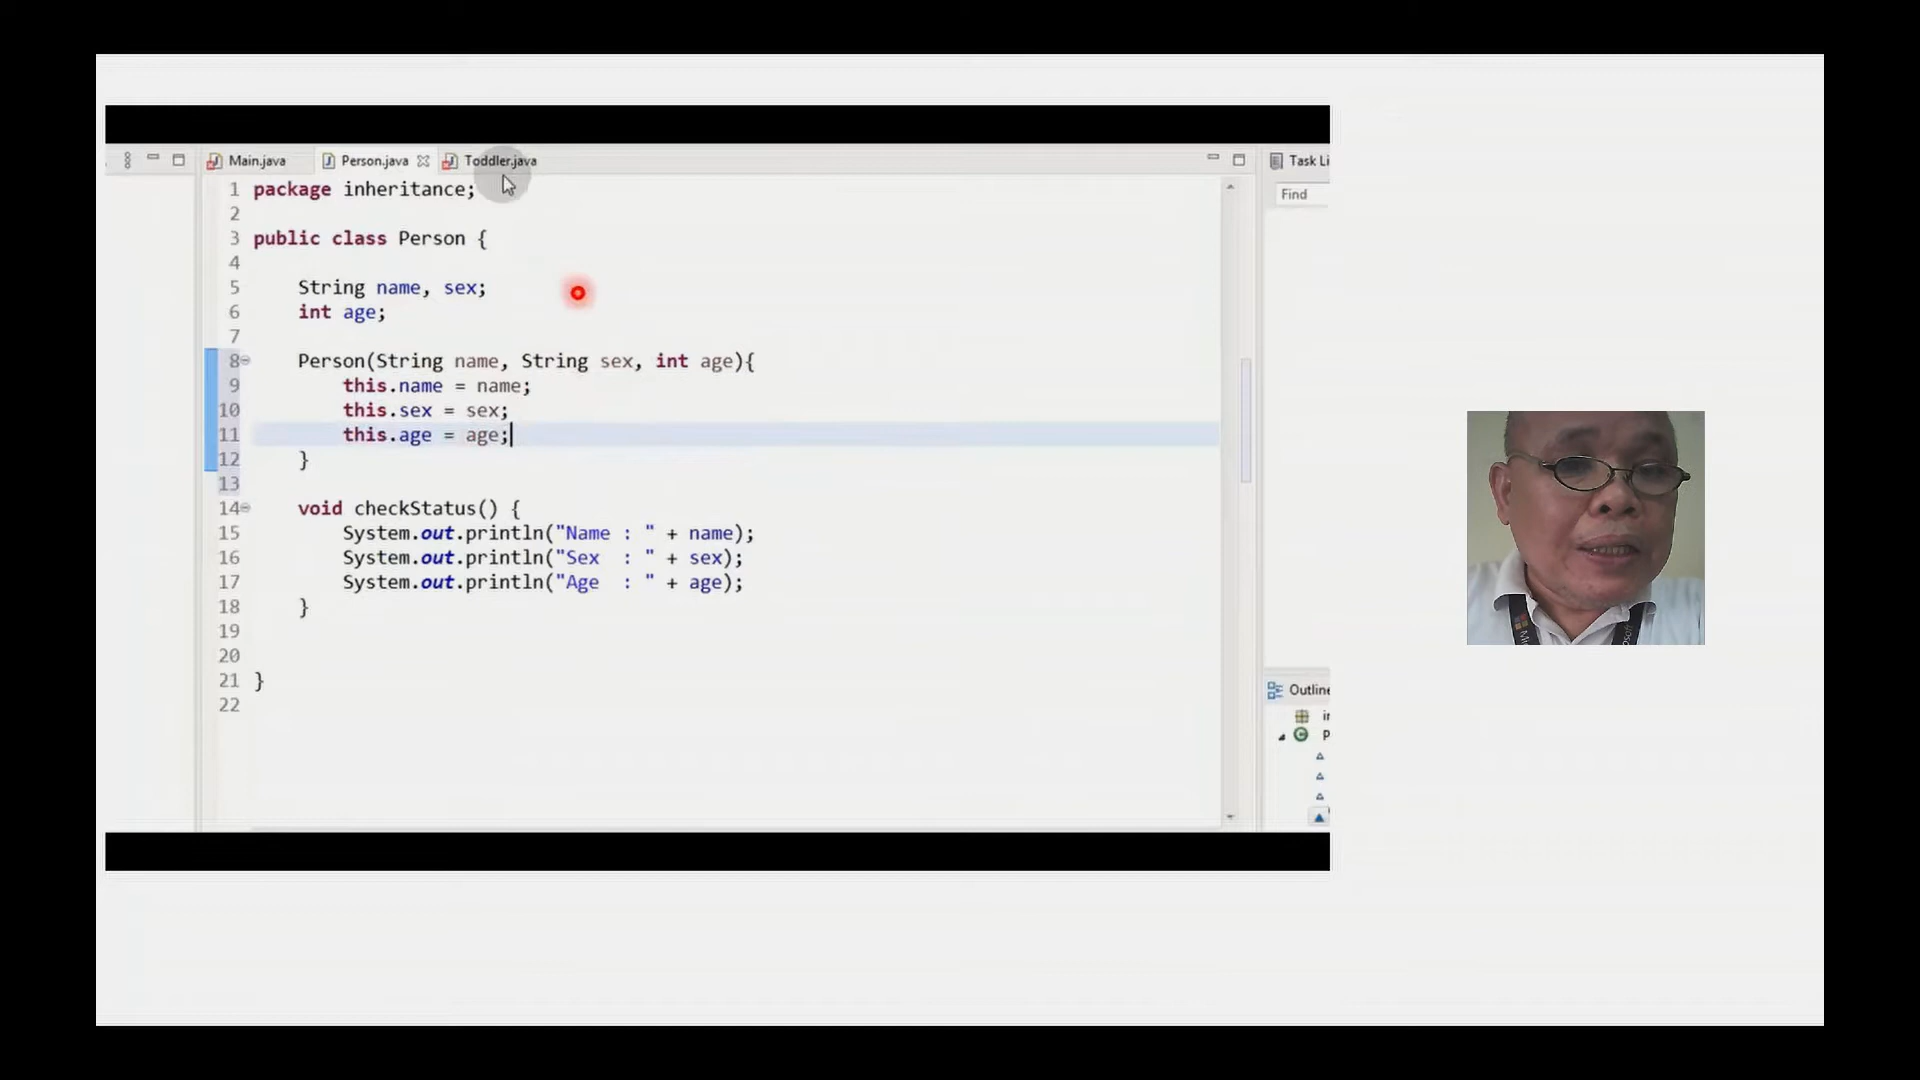 Main.java Person.java Toddler.java Task Li
1 package inheritance;
2
3 public class Person {
4
5 String name, sex;
6 int age;
7
8 Person(String name, String sex, int age){
9 this.name = name;
10 this.sex = sex;
11 this.age = age;
12 }
13
14 void checkStatus() {
15 System.out.println("Name : " + name);
16 System.out.println("Sex  : " + sex);
17 System.out.println("Age  : " + age);
18 }
19
20
21 }
22
Find
Outline